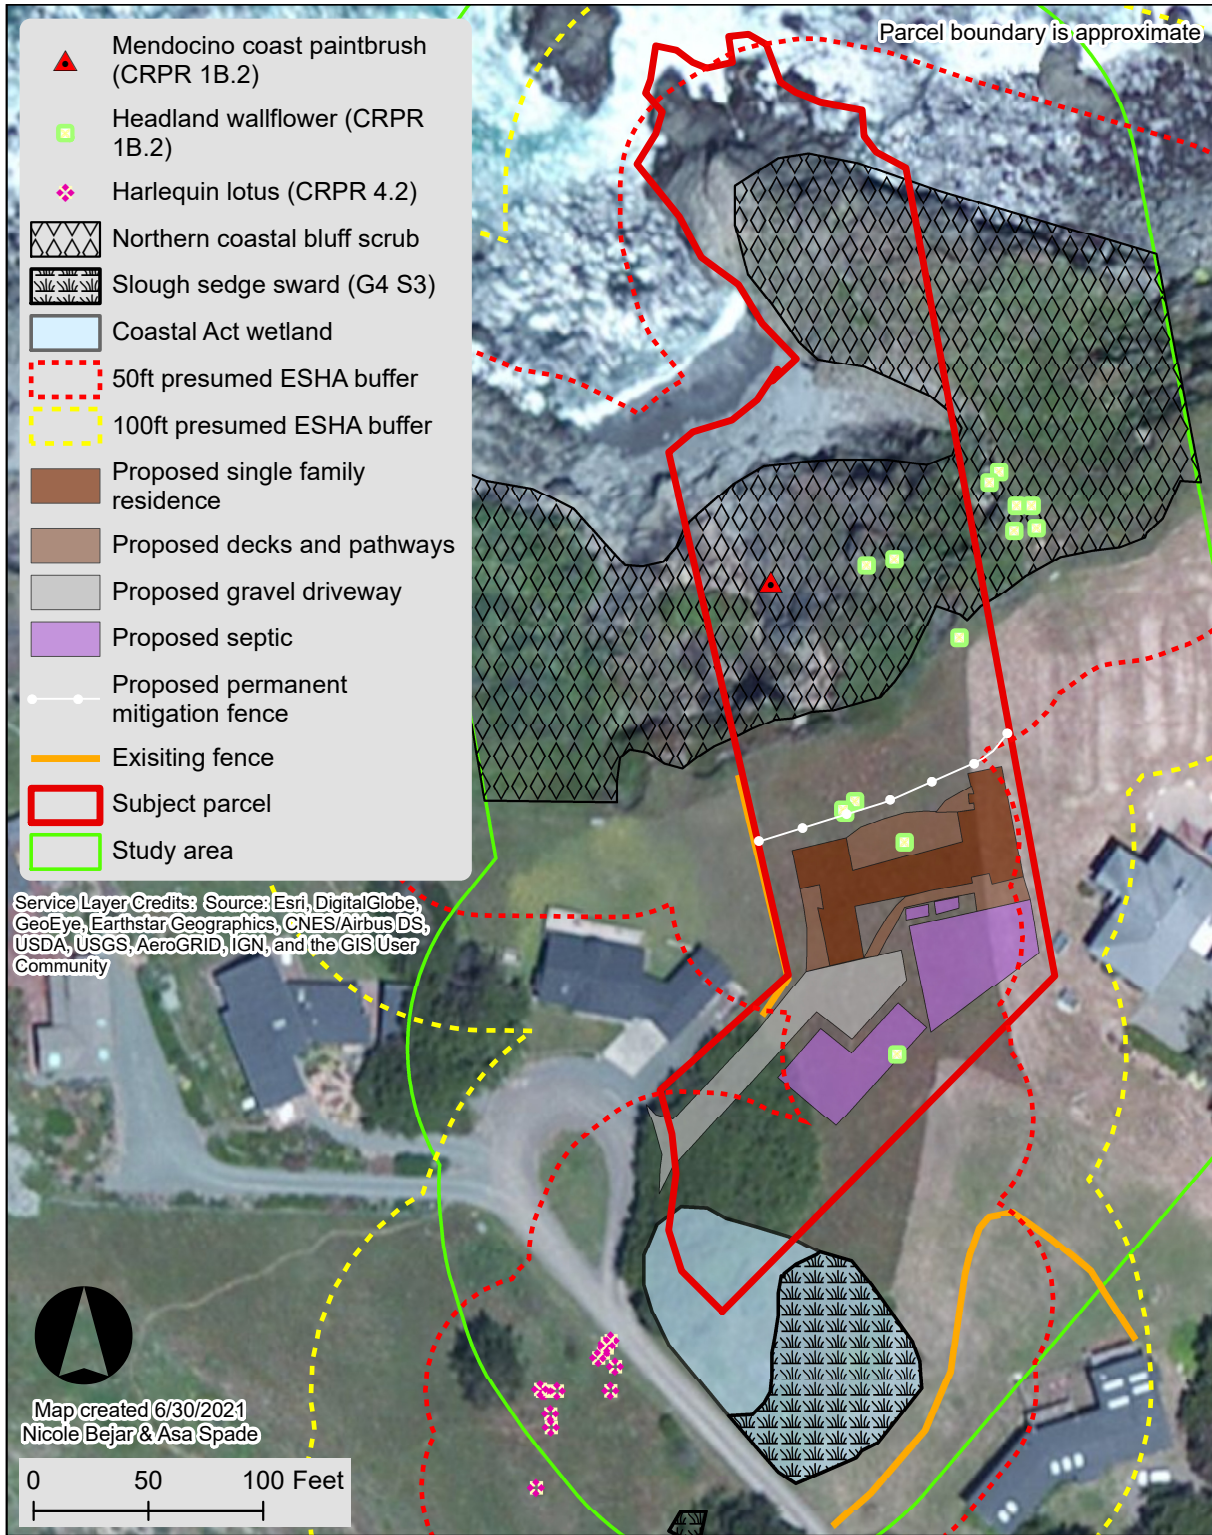 Parcel boundary is approximate
Mendocino coast paintbrush
(CRPR 1B.2)
Headland wallflower (CRPR
1B.2)
Harlequin lotus (CRPR 4.2)
Northern coastal bluff scrub
Slough sedge sward (G4 S3)
Coastal Act wetland
50ft presumed ESHA buffer
100ft presumed ESHA buffer
Proposed single family
residence
Proposed decks and pathways
Proposed gravel driveway
Proposed septic
Proposed permanent
mitigation fence
Exisiting fence
Subject parcel
Study area
Service Layer Credits: Source: Esri, DigitalGlobe,
GeoEye, Earthstar Geographics, CNES/Airbus DS,
USDA, USGS, AeroGRID, IGN, and the GIS User
Community
Map created 6/30/2021
Nicole Bejar & Asa Spade
0 50 100 Feet